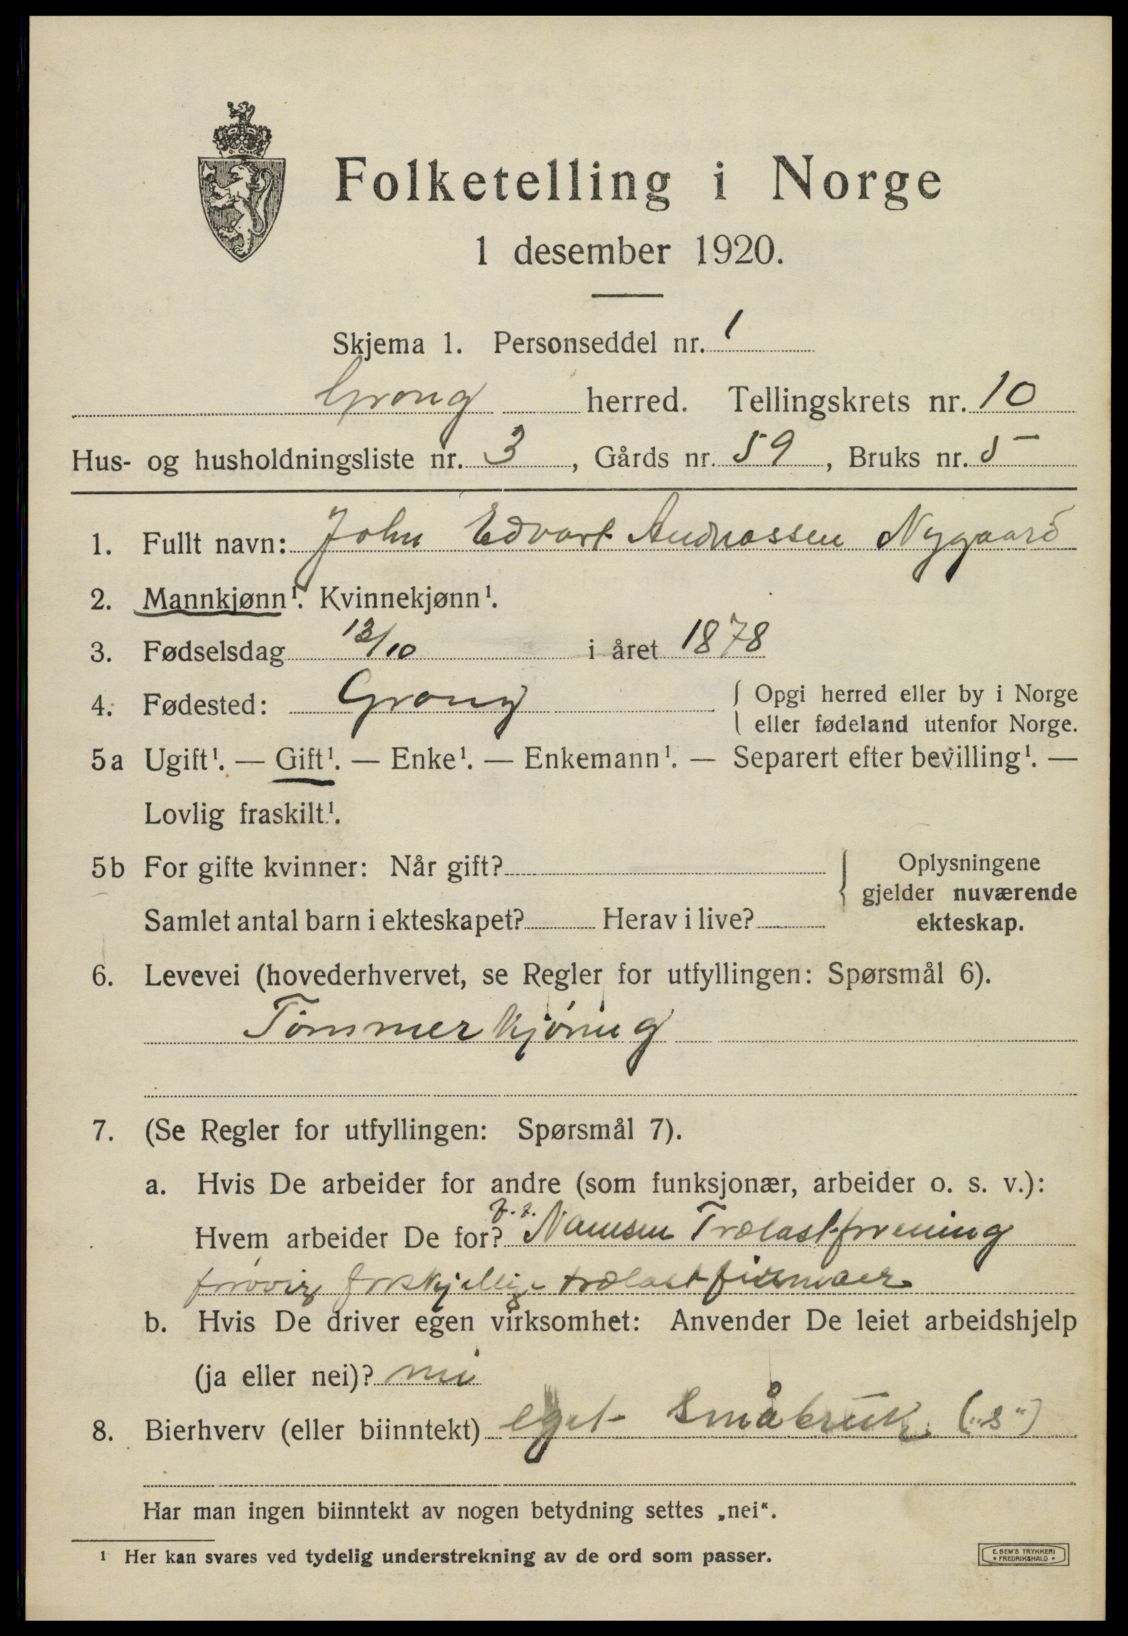 Folketelling i Norge
1 desember 1920.
Skjema 1. Personseddel nr. 1
Grong herred. Tellingskrets nr. 10
Hus- og husholdningsliste nr. 3, Gårds nr. 59, Bruks nr. 5
1. Fullt navn: John Edvart Andreassen Nygaard
2. Mannkjønn¹. Kvinnekjønn¹.
3. Fødselsdag 13/10 i året 1878
4. Fødested: Grong { Opgi herred eller by i Norge
eller fødeland utenfor Norge.
5a Ugift¹. — Gift¹. — Enke¹. — Enkemann¹. — Separert efter bevilling¹. —
Lovlig fraskilt¹.
5b For gifte kvinner: Når gift? { Oplysningene
gjelder nuværende
Samlet antal barn i ekteskapet? Herav i live? ekteskap.
6. Levevei (hovederhvervet, se Regler for utfyllingen: Spørsmål 6).
Tømmerkjøring
7. (Se Regler for utfyllingen: Spørsmål 7).
a. Hvis De arbeider for andre (som funksjonær, arbeider o. s. v.):
Hvem arbeider De for? f.t. Namsen Trælastforening
forøvrig forskjellige trælastfirmaer
b. Hvis De driver egen virksomhet: Anvender De leiet arbeidshjelp
(ja eller nei)? nei
8. Bierhverv (eller biinntekt) eget Småbruk („s“)
Har man ingen biinntekt av nogen betydning settes „nei“.
¹ Her kan svares ved tydelig understrekning av de ord som passer.
E. SEM'S TRYKKERI
• FREDRIKSHALD •